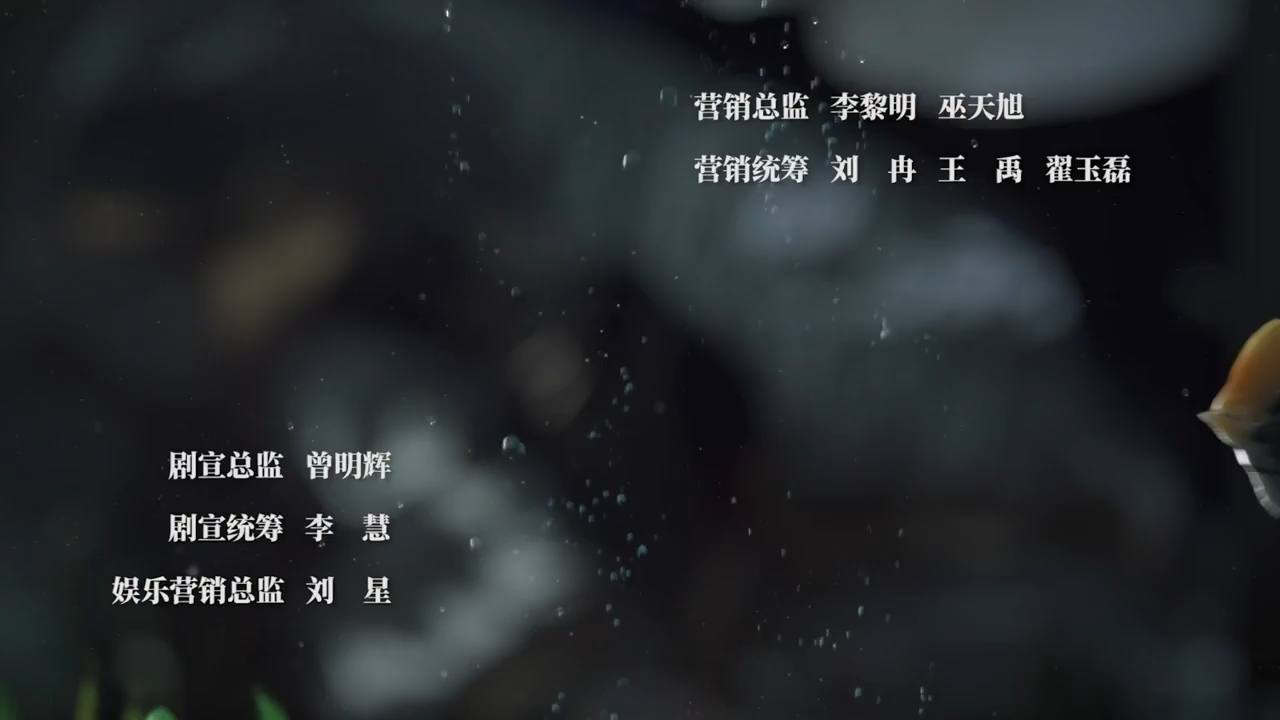 营销总监 李黎明 巫天旭
营销统筹 刘 冉 王 禹 翟玉磊
剧宣总监 曾明辉
剧宣统筹 李 慧
娱乐营销总监 刘 星